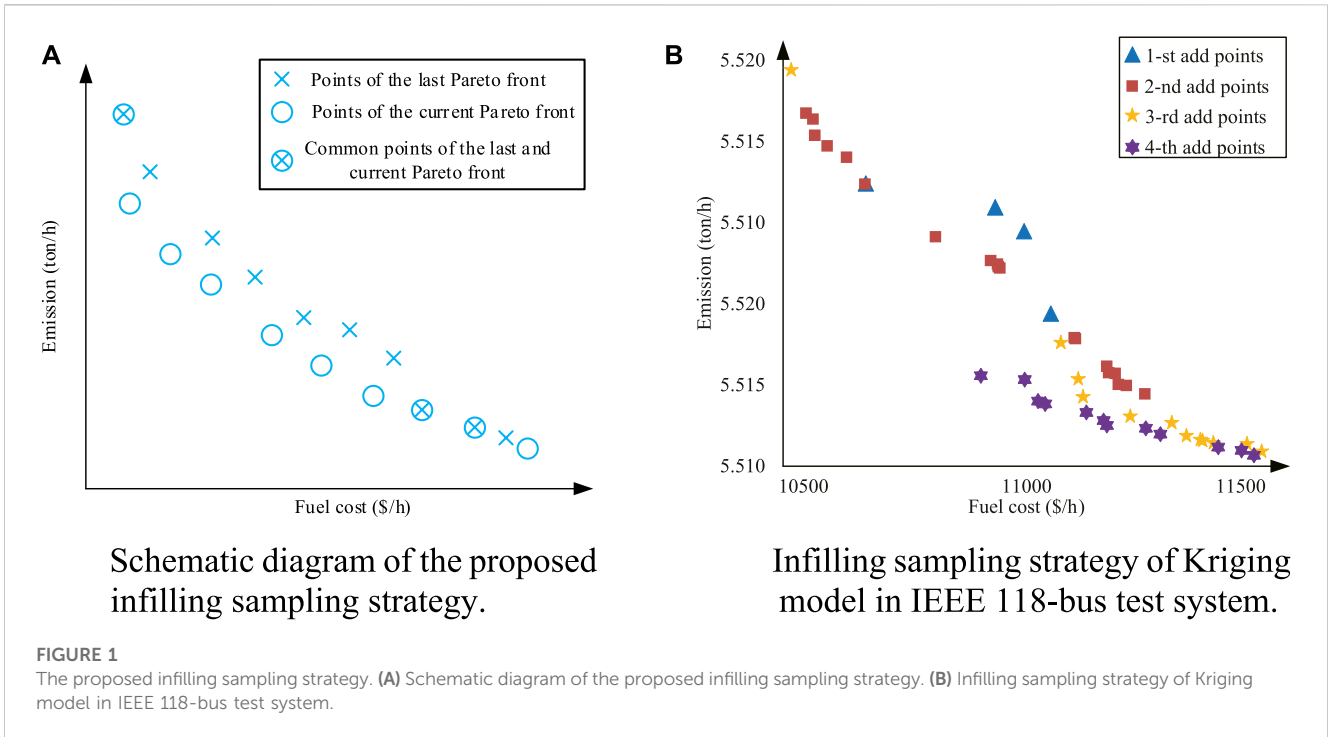 A
Points of the last Pareto front
Points of the current Pareto front
Common points of the last and
current Pareto front
Emission (ton/h)
Fuel cost ($/h)
Schematic diagram of the proposed
infilling sampling strategy.
B
1-st add points
2-nd add points
3-rd add points
4-th add points
5.520
5.515
5.510
5.520
5.515
5.510
Emission (ton/h)
10500
11000
11500
Fuel cost ($/h)
Infilling sampling strategy of Kriging
model in IEEE 118-bus test system.
FIGURE 1
The proposed infilling sampling strategy. (A) Schematic diagram of the proposed infilling sampling strategy. (B) Infilling sampling strategy of Kriging
model in IEEE 118-bus test system.